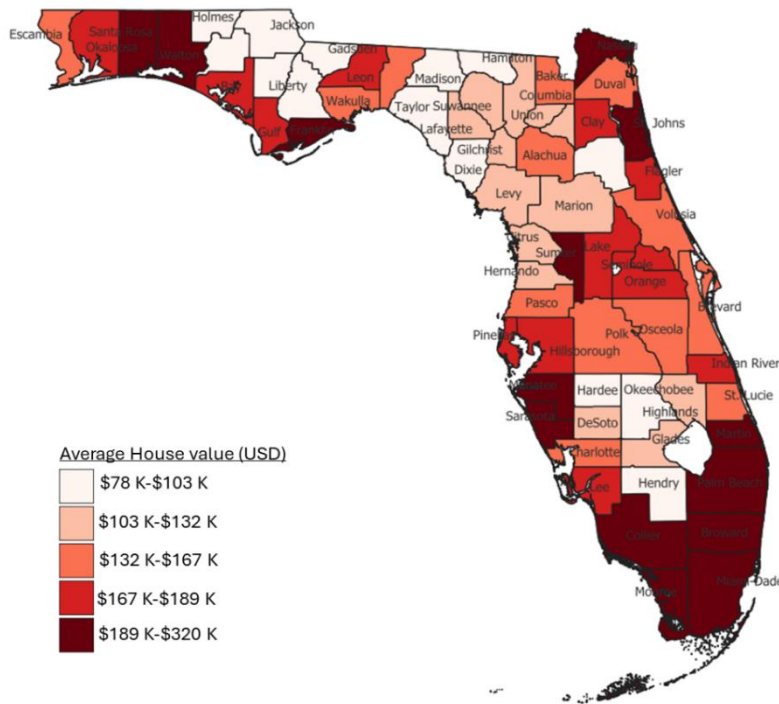 Holmes
Jackson
Escambia
Santa Rosa
Okaloosa
Walton
Gadsden
Leon
Madison
Hamilton
Baker
Nassau
Duval
Bay
Liberty
Wakulla
Taylor
Suwannee
Columbia
Union
Clay
St. Johns
Gulf
Franklin
Lafayette
Gilchrist
Dixie
Alachua
Flagler
Levy
Marion
Volusia
Citrus
Sumter
Lake
Hernando
Seminole
Orange
Pasco
Brevard
Pinellas
Hillsborough
Polk
Osceola
Indian River
Manatee
Hardee
Okeechobee
St. Lucie
Sarasota
DeSoto
Highlands
Martin
Charlotte
Glades
Lee
Hendry
Palm Beach
Collier
Broward
Monroe
Miami-Dade
Average House value (USD)
$78 K-$103 K
$103 K-$132 K
$132 K-$167 K
$167 K-$189 K
$189 K-$320 K